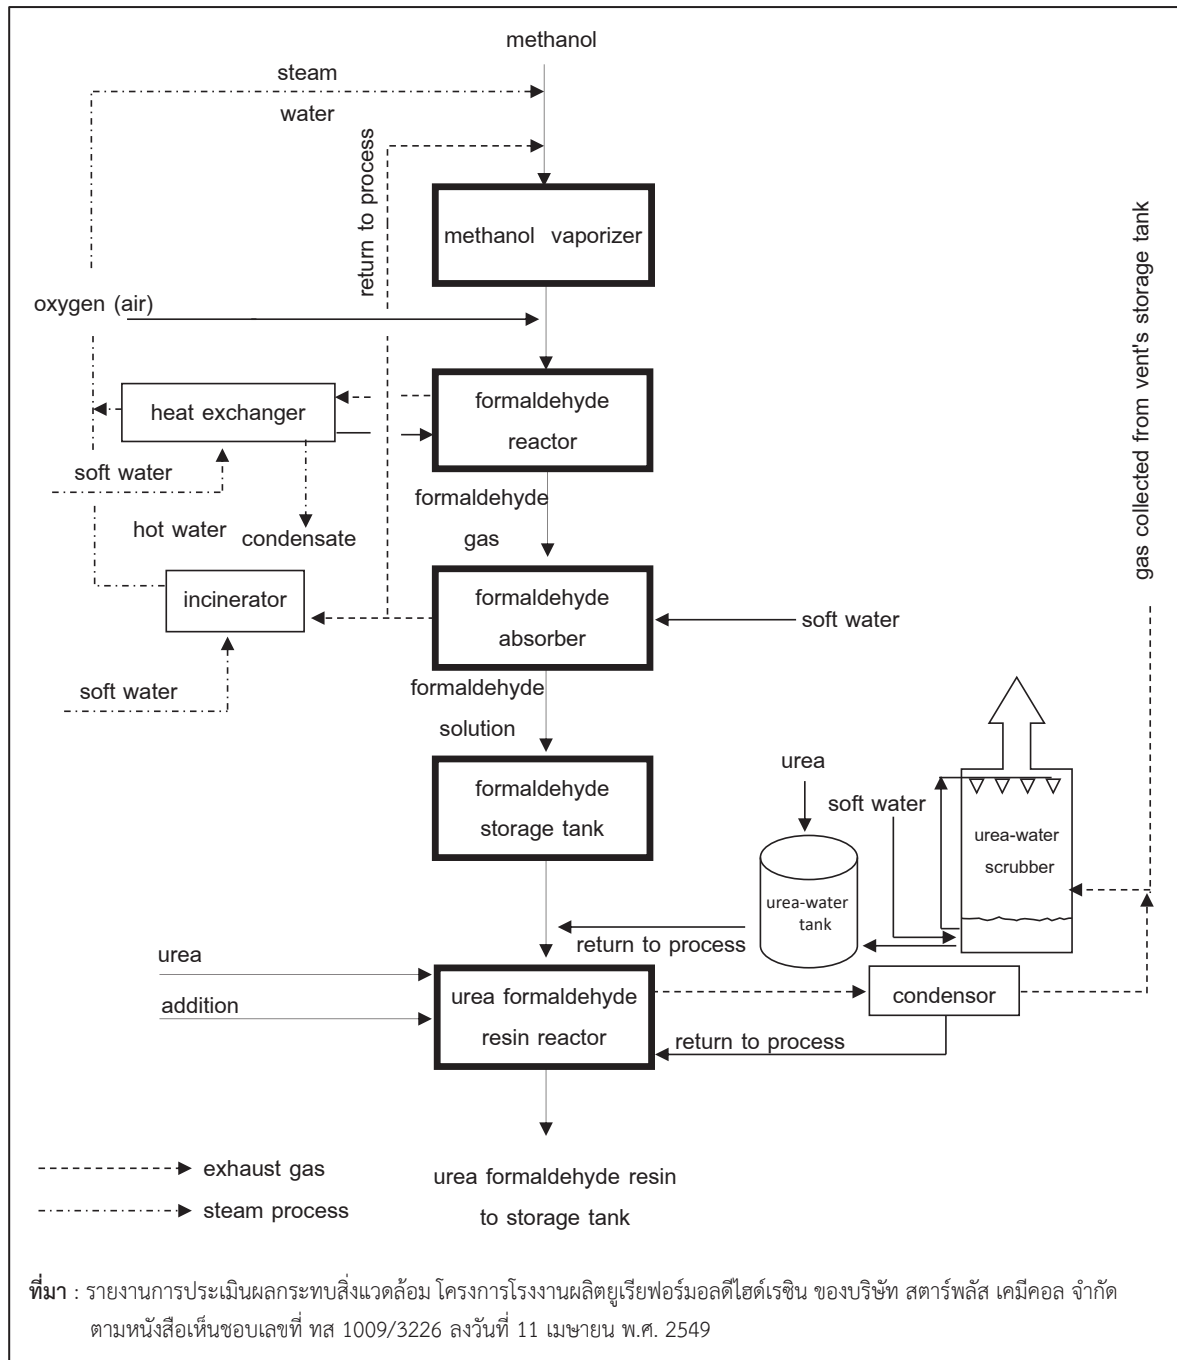 methanol
steam
water
return to process
methanol vaporizer
gas collected from vent's storage tank
oxygen (air)
heat exchanger
formaldehyde
reactor
soft water
hot water
condensate
formaldehyde
gas
incinerator
formaldehyde
absorber
soft water
soft water
formaldehyde
solution
formaldehyde
storage tank
urea
soft water
urea-water
scrubber
urea-water
tank
return to process
urea
addition
urea formaldehyde
resin reactor
condensor
return to process
exhaust gas
steam process
urea formaldehyde resin
to storage tank
ที่มา : รายงานการประเมินผลกระทบสิ่งแวดล้อม โครงการโรงงานผลิตยูเรียฟอร์มอลดีไฮด์เรซิน ของบริษัท สตาร์พลัส เคมีคอล จำกัด
ตามหนังสือเห็นชอบเลขที่ ทส 1009/3226 ลงวันที่ 11 เมษายน พ.ศ. 2549